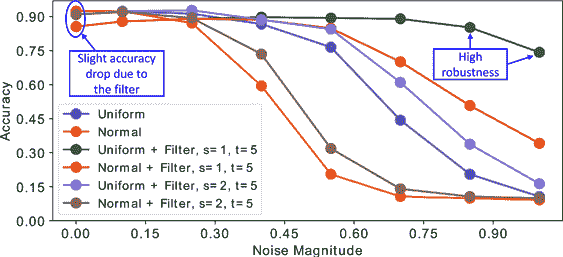 0.90
0.75
0.60
0.45
0.30
0.15
0.00
Accuracy
Slight accuracy
drop due to
the filter
High
robustness
Uniform
Normal
Uniform + Filter, s= 1, t= 5
Normal + Filter, s= 1, t= 5
Uniform + Filter, s= 2, t= 5
Normal + Filter, s= 2, t= 5
0.00 0.15 0.30 0.45 0.60 0.75 0.90
Noise Magnitude